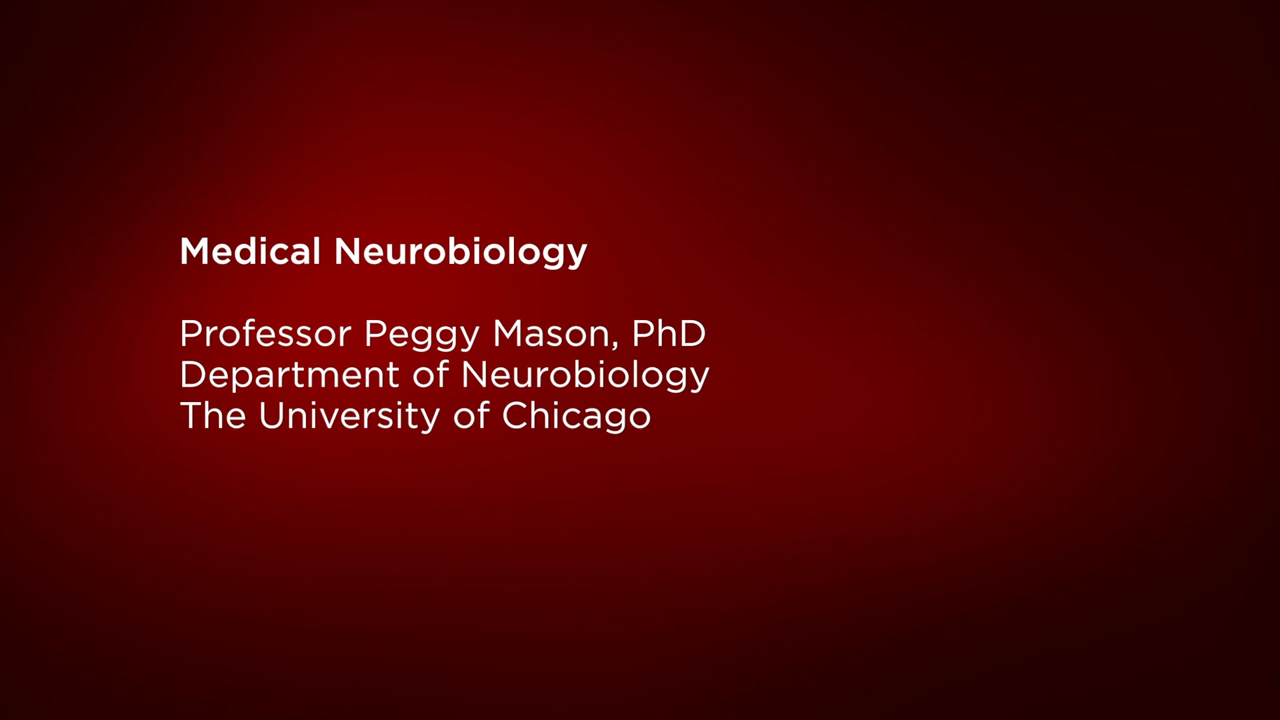 Medical Neurobiology
Professor Peggy Mason, PhD
Department of Neurobiology
The University of Chicago